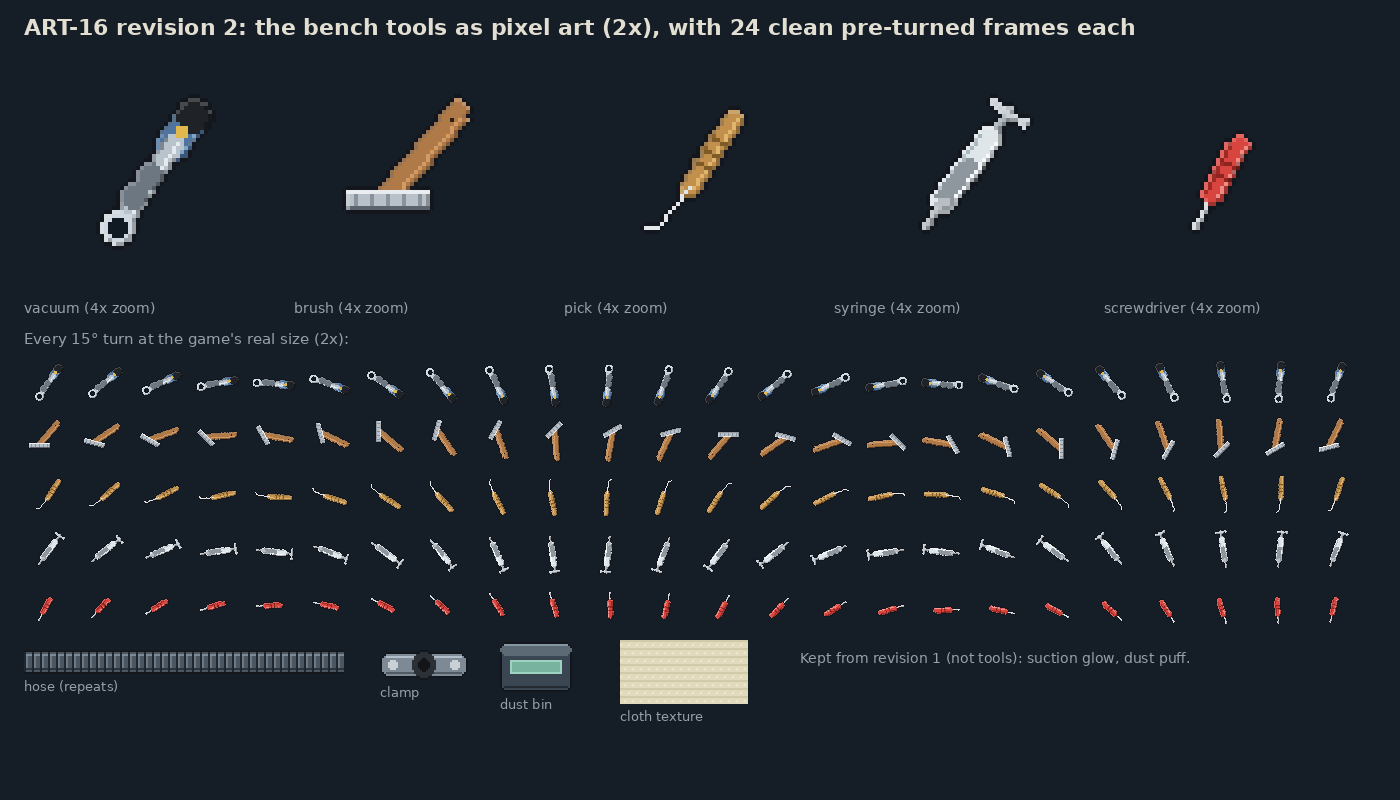 ART-16 revision 2: the bench tools as pixel art (2x), with 24 clean pre-turned frames each
vacuum (4x zoom)
brush (4x zoom)
pick (4x zoom)
syringe (4x zoom)
screwdriver (4x zoom)
Every 15° turn at the game's real size (2x):
hose (repeats)
clamp
dust bin
cloth texture
Kept from revision 1 (not tools): suction glow, dust puff.